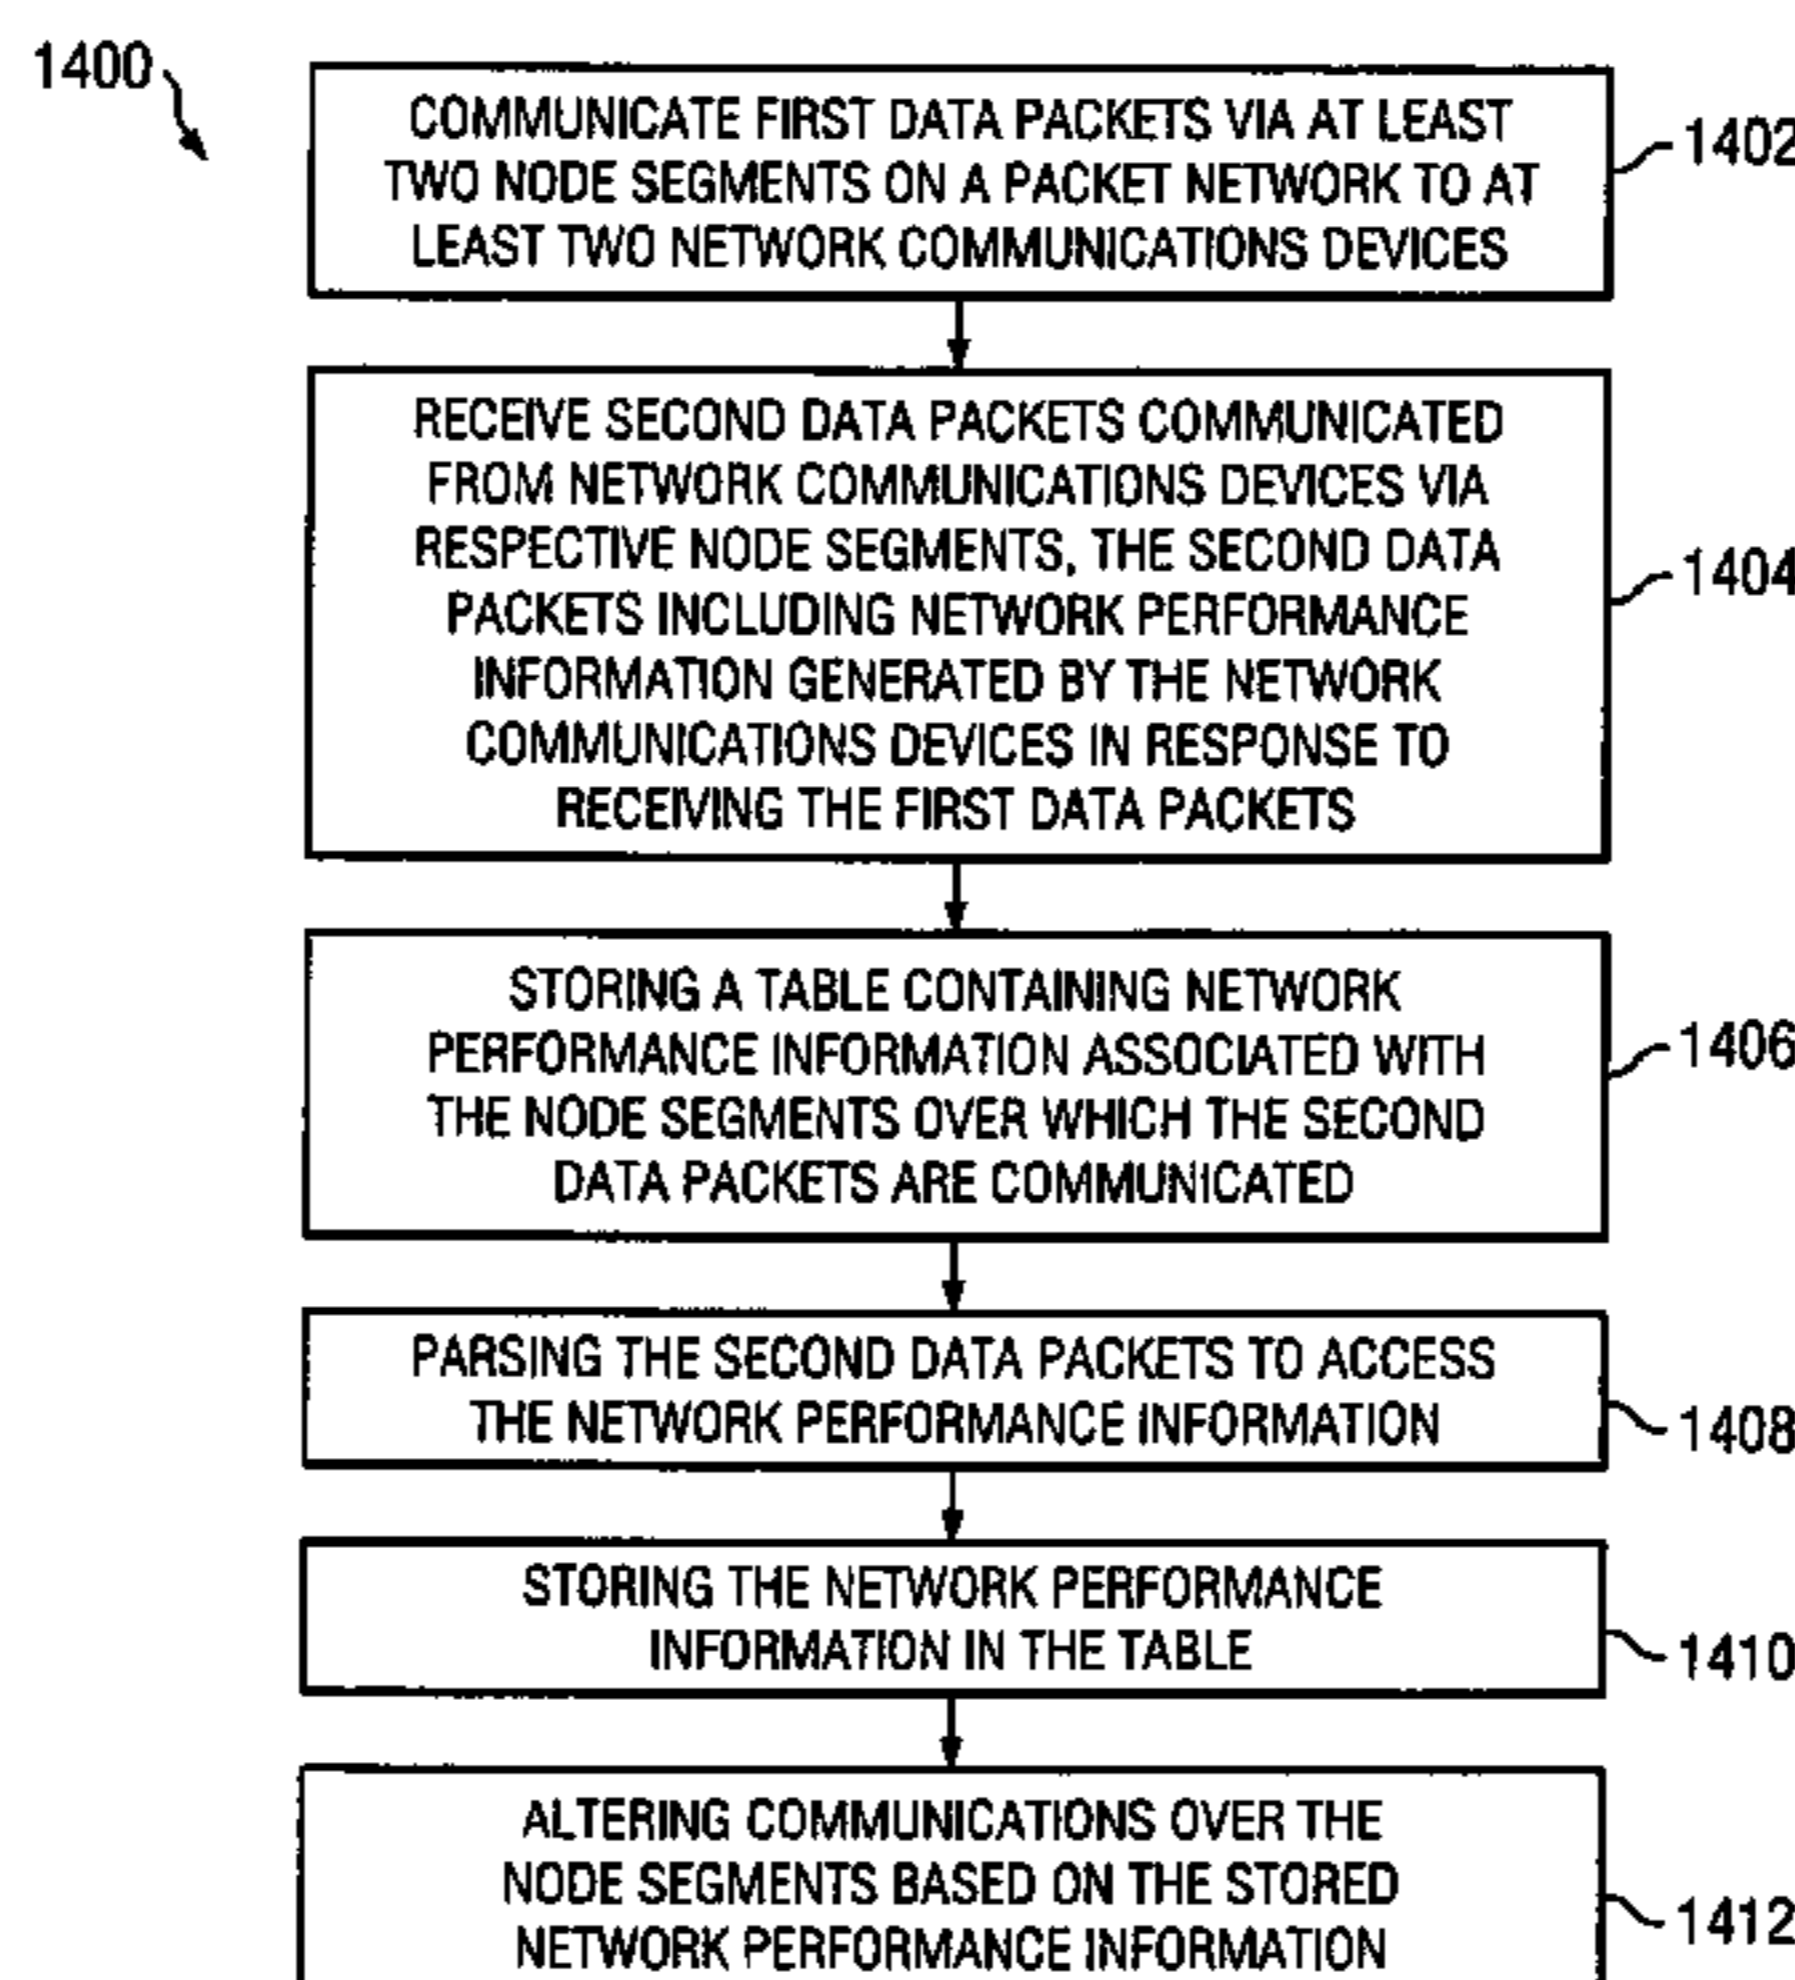 1400
COMMUNICATE FIRST DATA PACKETS VIA AT LEAST
TWO NODE SEGMENTS ON A PACKET NETWORK TO AT
LEAST TWO NETWORK COMMUNICATIONS DEVICES
1402
RECEIVE SECOND DATA PACKETS COMMUNICATED
FROM NETWORK COMMUNICATIONS DEVICES VIA
RESPECTIVE NODE SEGMENTS, THE SECOND DATA
PACKETS INCLUDING NETWORK PERFORMANCE
INFORMATION GENERATED BY THE NETWORK
COMMUNICATIONS DEVICES IN RESPONSE TO
RECEIVING THE FIRST DATA PACKETS
1404
STORING A TABLE CONTAINING NETWORK
PERFORMANCE INFORMATION ASSOCIATED WITH
THE NODE SEGMENTS OVER WHICH THE SECOND
DATA PACKETS ARE COMMUNICATED
1406
PARSING THE SECOND DATA PACKETS TO ACCESS
THE NETWORK PERFORMANCE INFORMATION
1408
STORING THE NETWORK PERFORMANCE
INFORMATION IN THE TABLE
1410
ALTERING COMMUNICATIONS OVER THE
NODE SEGMENTS BASED ON THE STORED
NETWORK PERFORMANCE INFORMATION
1412